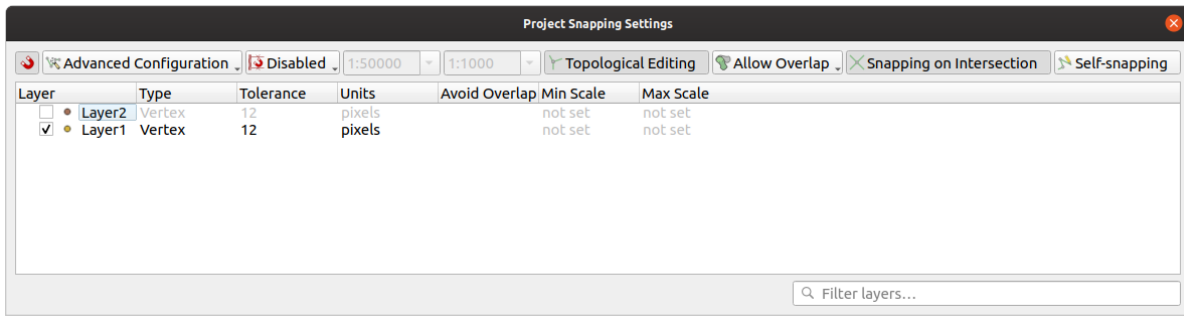 Project Snapping Settings
Advanced Configuration Disabled 1:50000 1:1000 Topological Editing Allow Overlap Snapping on Intersection Self-snapping
Layer Type Tolerance Units Avoid Overlap Min Scale Max Scale
Layer2 Vertex 12 pixels not set not set
Layer1 Vertex 12 pixels not set not set
Filter layers...